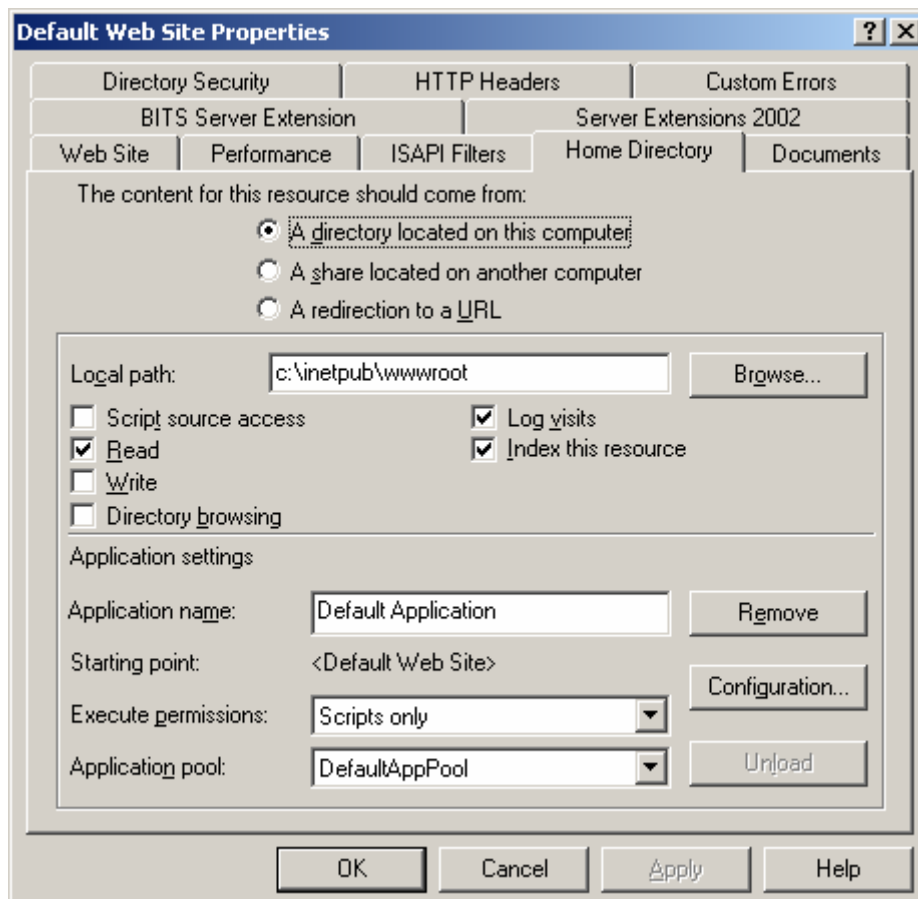 Default Web Site Properties
Directory Security HTTP Headers Custom Errors
BITS Server Extension Server Extensions 2002
Web Site Performance ISAPI Filters Home Directory Documents
The content for this resource should come from:
A directory located on this computer
A share located on another computer
A redirection to a URL
Local path: c:\inetpub\wwwroot Browse...
Script source access Log visits
Read Index this resource
Write
Directory browsing
Application settings
Application name: Default Application Remove
Starting point: <Default Web Site>
Configuration...
Execute permissions: Scripts only
Application pool: DefaultAppPool Unload
OK Cancel Apply Help